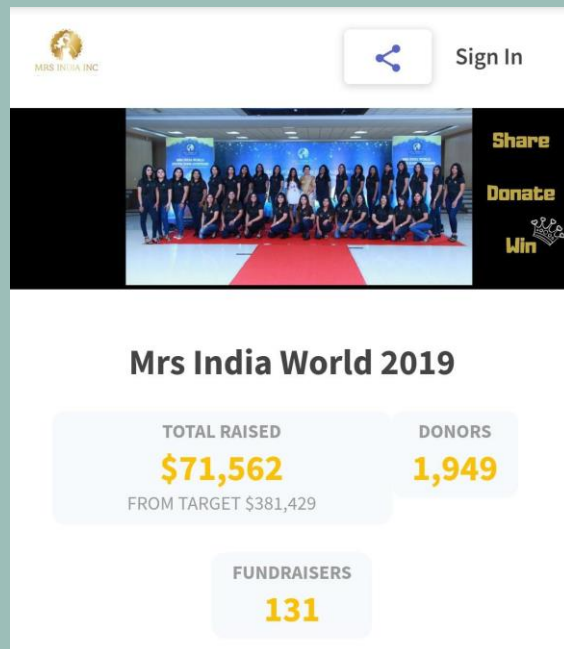 MRS INDIA INC
Sign In
Share
Donate
Win
Mrs India World 2019
TOTAL RAISED
$71,562
FROM TARGET $381,429
DONORS
1,949
FUNDRAISERS
131